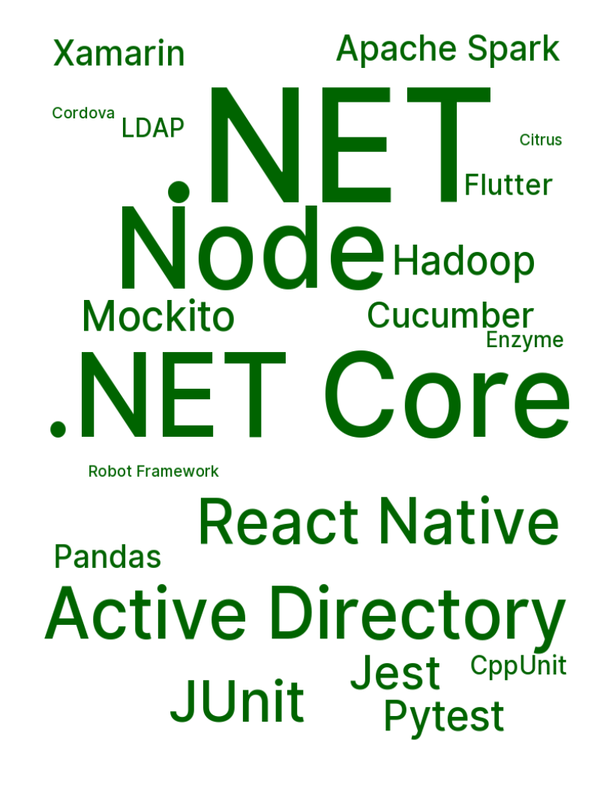 Xamarin
Apache Spark
Cordova
LDAP
.NET
Citrus
Flutter
Node
Hadoop
Mockito
Cucumber
Enzyme
.NET Core
Robot Framework
React Native
Pandas
Active Directory
Jest
CppUnit
JUnit
Pytest